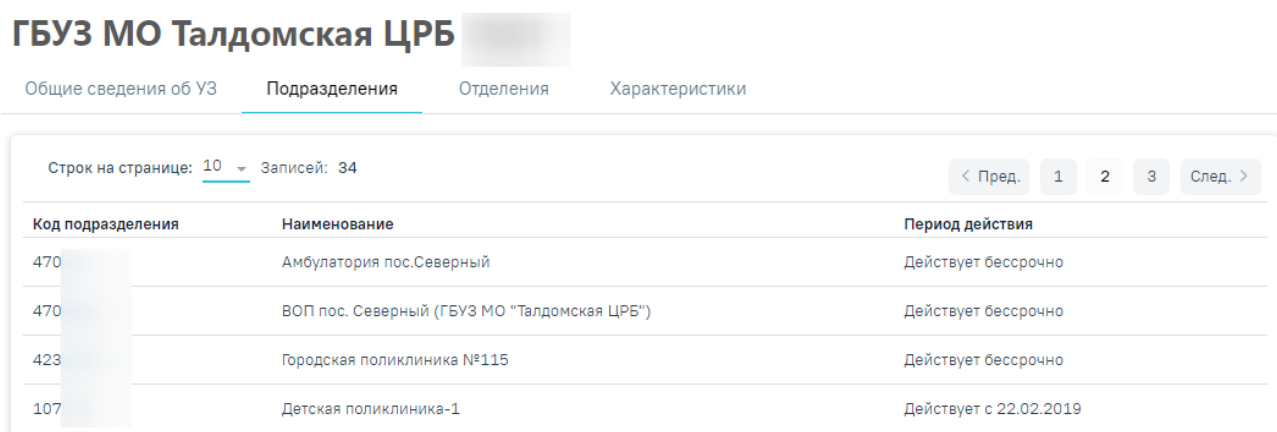 ГБУЗ МО Талдомская ЦРБ
Общие сведения об УЗ Подразделения Отделения Характеристики
Строк на странице: 10 Записей: 34 < Пред. 1 2 3 След. >
Код подразделения Наименование Период действия
470 Амбулатория пос.Северный Действует бессрочно
470 ВОП пос. Северный (ГБУЗ МО "Талдомская ЦРБ") Действует бессрочно
423 Городская поликлиника №115 Действует бессрочно
107 Детская поликлиника-1 Действует с 22.02.2019